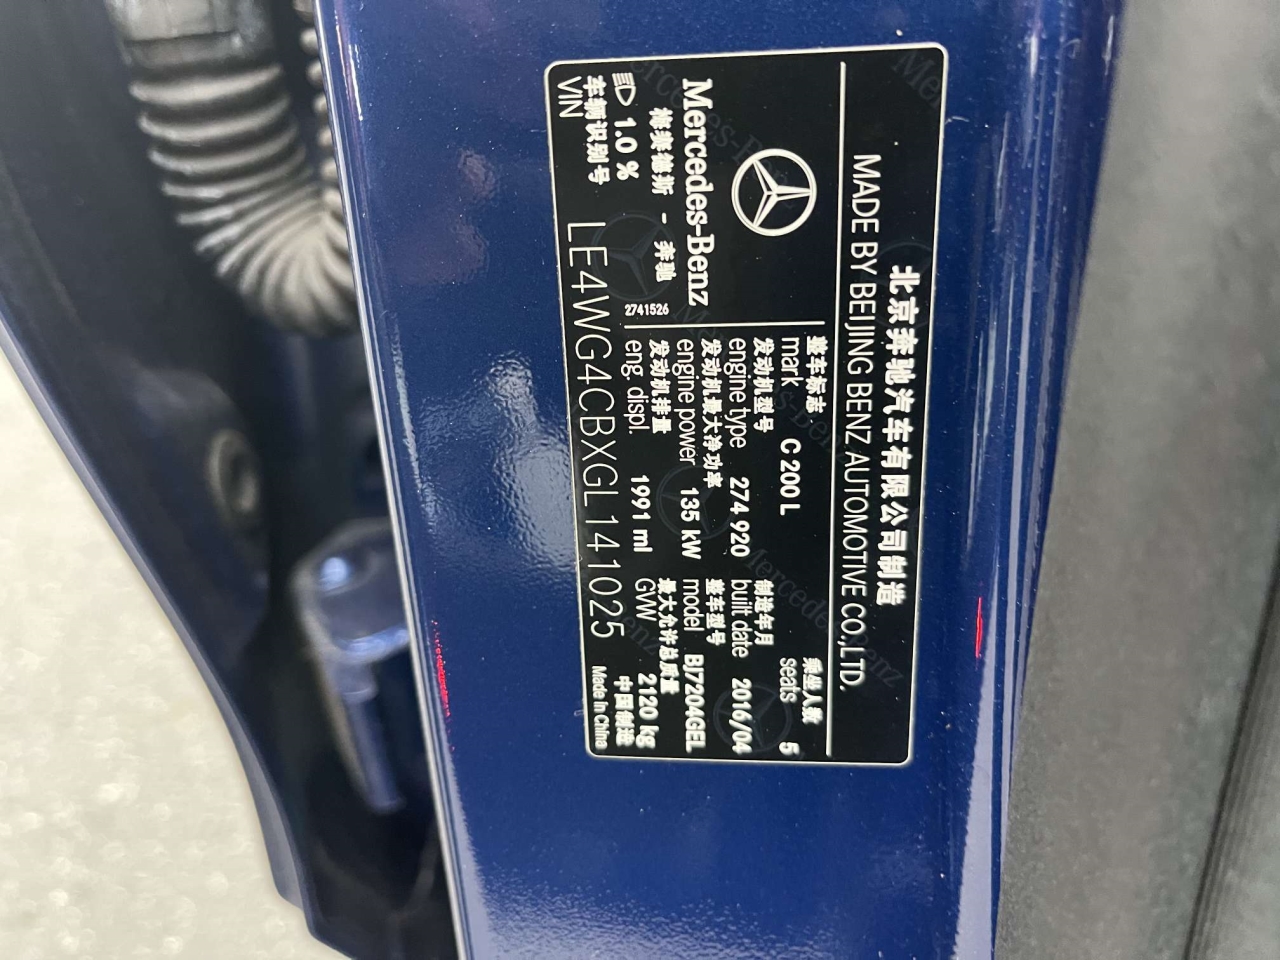 北京奔驰汽车有限公司制造
MADE BY BEIJING BENZ AUTOMOTIVE CO.,LTD.
整车标志 乘坐人数
mark C 200 L seats 5
发动机型号 制造年月
engine type 274 920 built date 2016/04
发动机最大净功率 整车型号
engine power 135 kW model BJ7204GEL
发动机排量 最大允许总质量
eng. displ. 1991 ml GVW 2120 kg
Mercedes-Benz
梅赛德斯 - 奔驰
1.0 %
2741526
车辆识别号
VIN LE4WG4CBXGL141025
中国制造
Made In China